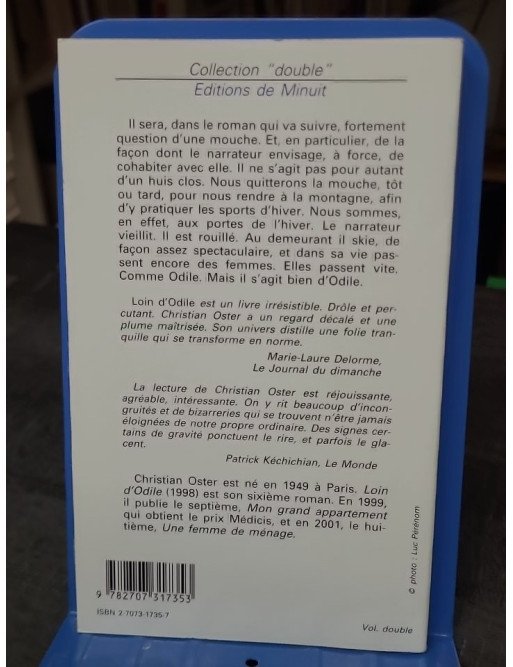 Collection "double"
Editions de Minuit
Il sera, dans le roman qui va suivre, fortement
question d'une mouche. Et, en particulier, de la
façon dont le narrateur envisage, à force, de
cohabiter avec elle. Il ne s'agit pas pour autant
d'un huis clos. Nous quitterons la mouche, tôt
ou tard, pour nous rendre à la montagne, afin
d'y pratiquer les sports d'hiver. Nous sommes,
en effet, aux portes de l'hiver. Le narrateur
vieillit. Il est rouillé. Au demeurant il skie, de
façon assez spectaculaire, et dans sa vie pas-
sent encore des femmes. Elles passent vite.
Comme Odile. Mais il s'agit bien d'Odile.
Loin d'Odile est un livre irrésistible. Drôle et per-
cutant. Christian Oster a un regard décalé et une
plume maîtrisée. Son univers distille une folie tran-
quille qui se transforme en norme.
Marie-Laure Delorme,
Le Journal du dimanche
La lecture de Christian Oster est réjouissante,
agréable, intéressante. On y rit beaucoup d'incon-
gruités et de bizarreries qui se trouvent n'être jamais
éloignées de notre propre ordinaire. Des signes cer-
tains de gravité ponctuent le rire, et parfois le gla-
cent.
Patrick Kéchichian, Le Monde
Christian Oster est né en 1949 à Paris. Loin
d'Odile (1998) est son sixième roman. En 1999,
il publie le septième, Mon grand appartement
qui obtient le prix Médicis, et en 2001, le hui-
tième, Une femme de ménage.
© photo : Luc Pérénom
9 782707 317353
ISBN 2-7073-1735-7
Vol. double